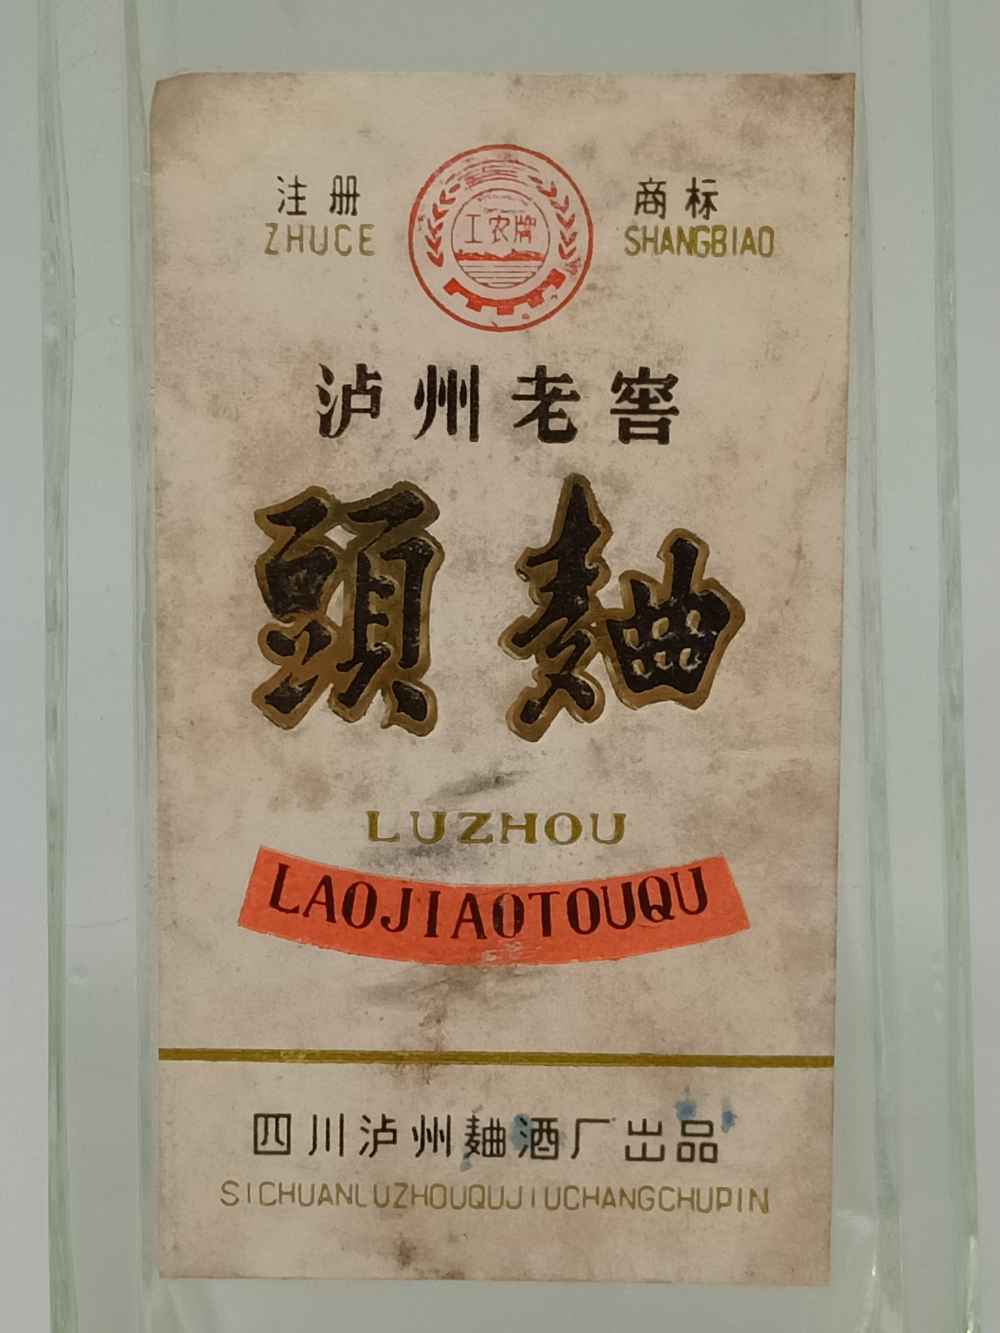 注册 商标
ZHUCE SHANGBIAO
工农牌
泸州老窖
頭麯
LUZHOU
LAOJIAOTOUQU
四川泸州麯酒厂出品
SICHUANLUZHOUQUJIUCHANGCHUPIN